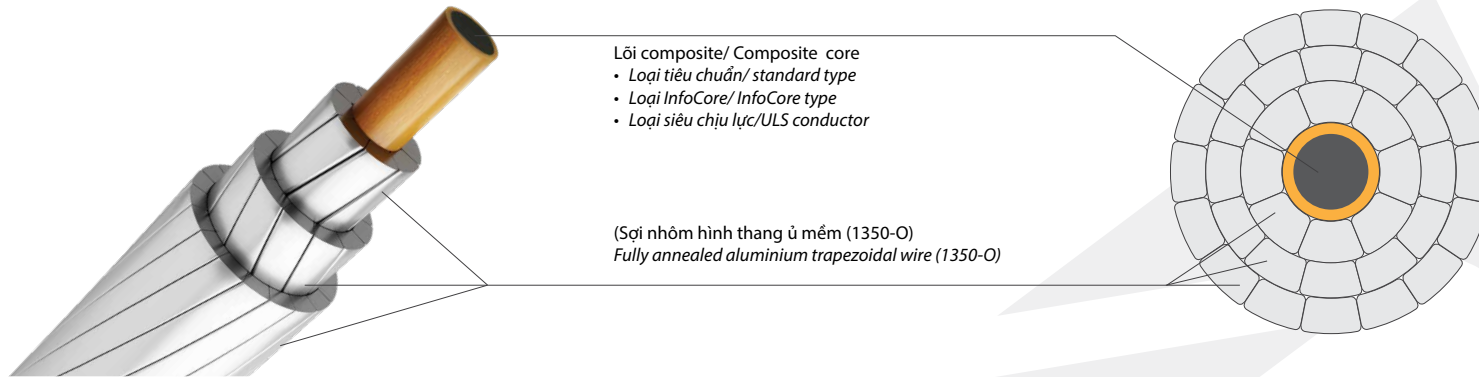 Lõi composite/ Composite core
• Loại tiêu chuẩn/ standard type
• Loại InfoCore/ InfoCore type
• Loại siêu chịu lực/ULS conductor
(Sợi nhôm hình thang ủ mềm (1350-O)
Fully annealed aluminium trapezoidal wire (1350-O)